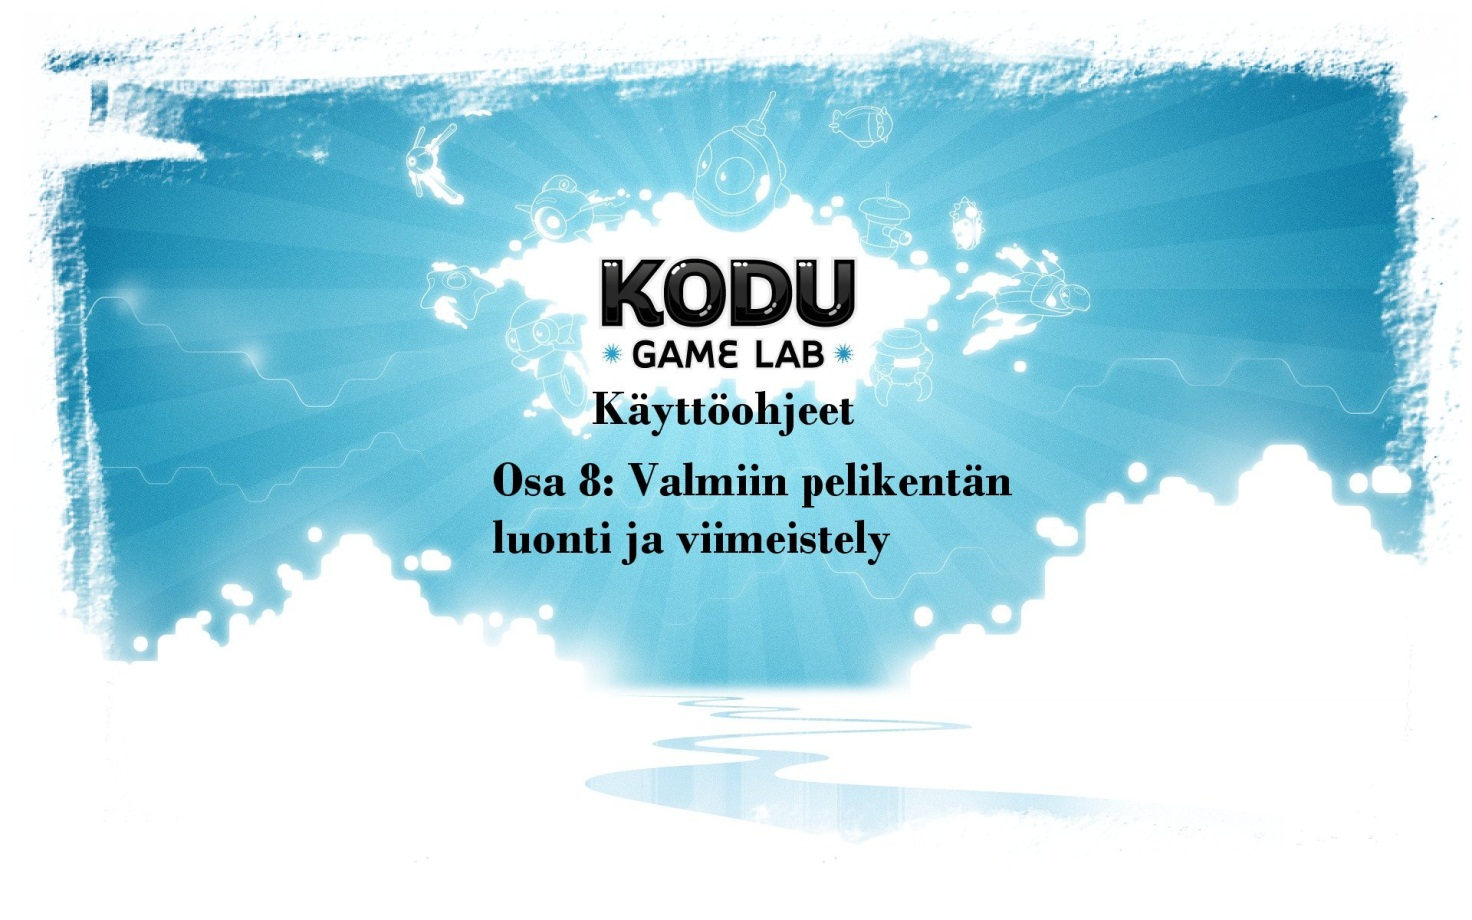 KODU
GAME LAB
Käyttöohjeet
Osa 8: Valmiin pelikentän
luonti ja viimeistely